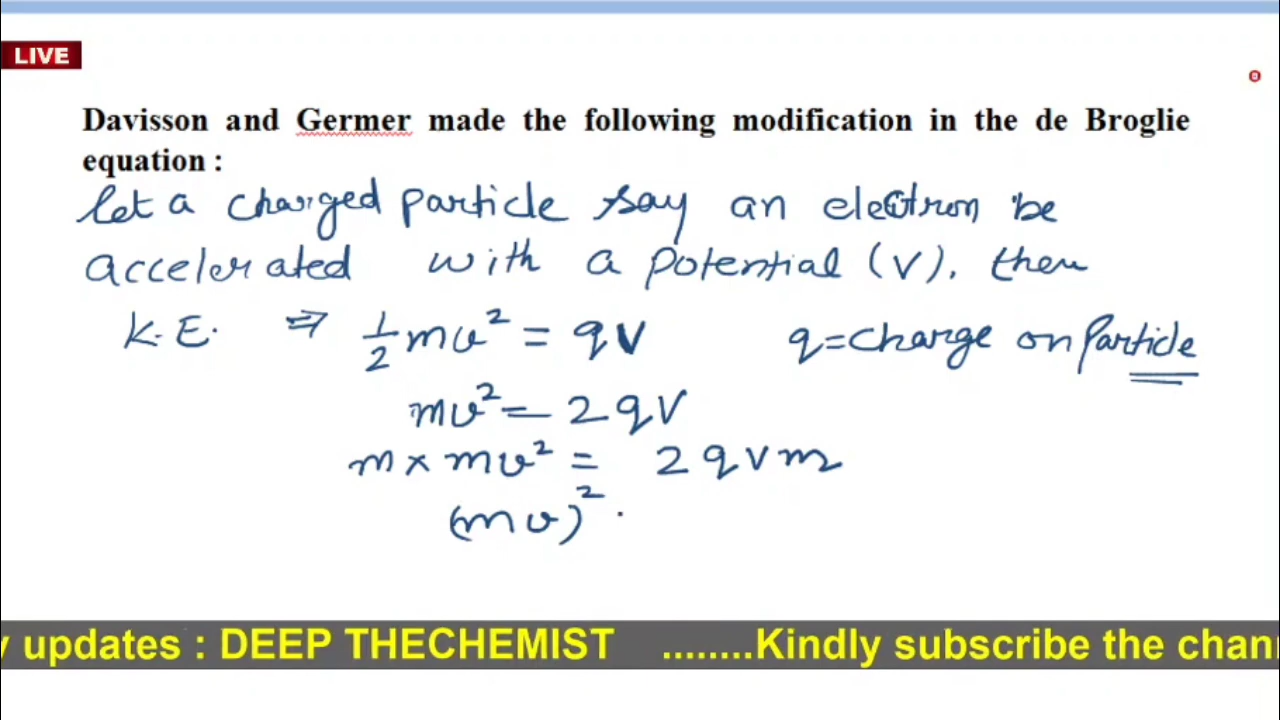 LIVE
Davisson and Germer made the following modification in the de Broglie
equation :
let a charged particle say an electron be
accelerated with a potential (V). then
K.E. ⇒ 1/2 mv² = qV q=charge on Particle
mv² = 2qV
m × mv² = 2qVm
(mv)² .
y updates : DEEP THECHEMIST ........Kindly subscribe the chan